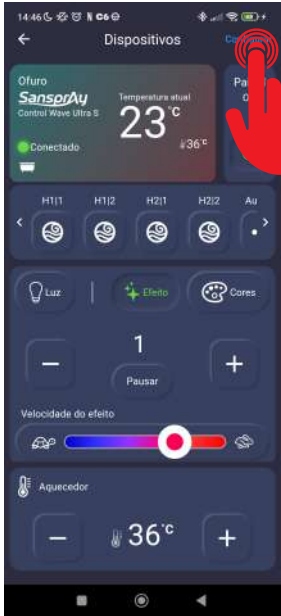 14:46
Dispositivos
Ofuro
SansprAy
Control Wave Ultra S
Conectado
Temperatura atual
23°C
36°C
H1|1 H1|2 H2|1 H2|2 Au
Luz Efeito Cores
1
Pausar
Velocidade do efeito
Aquecedor
36°C